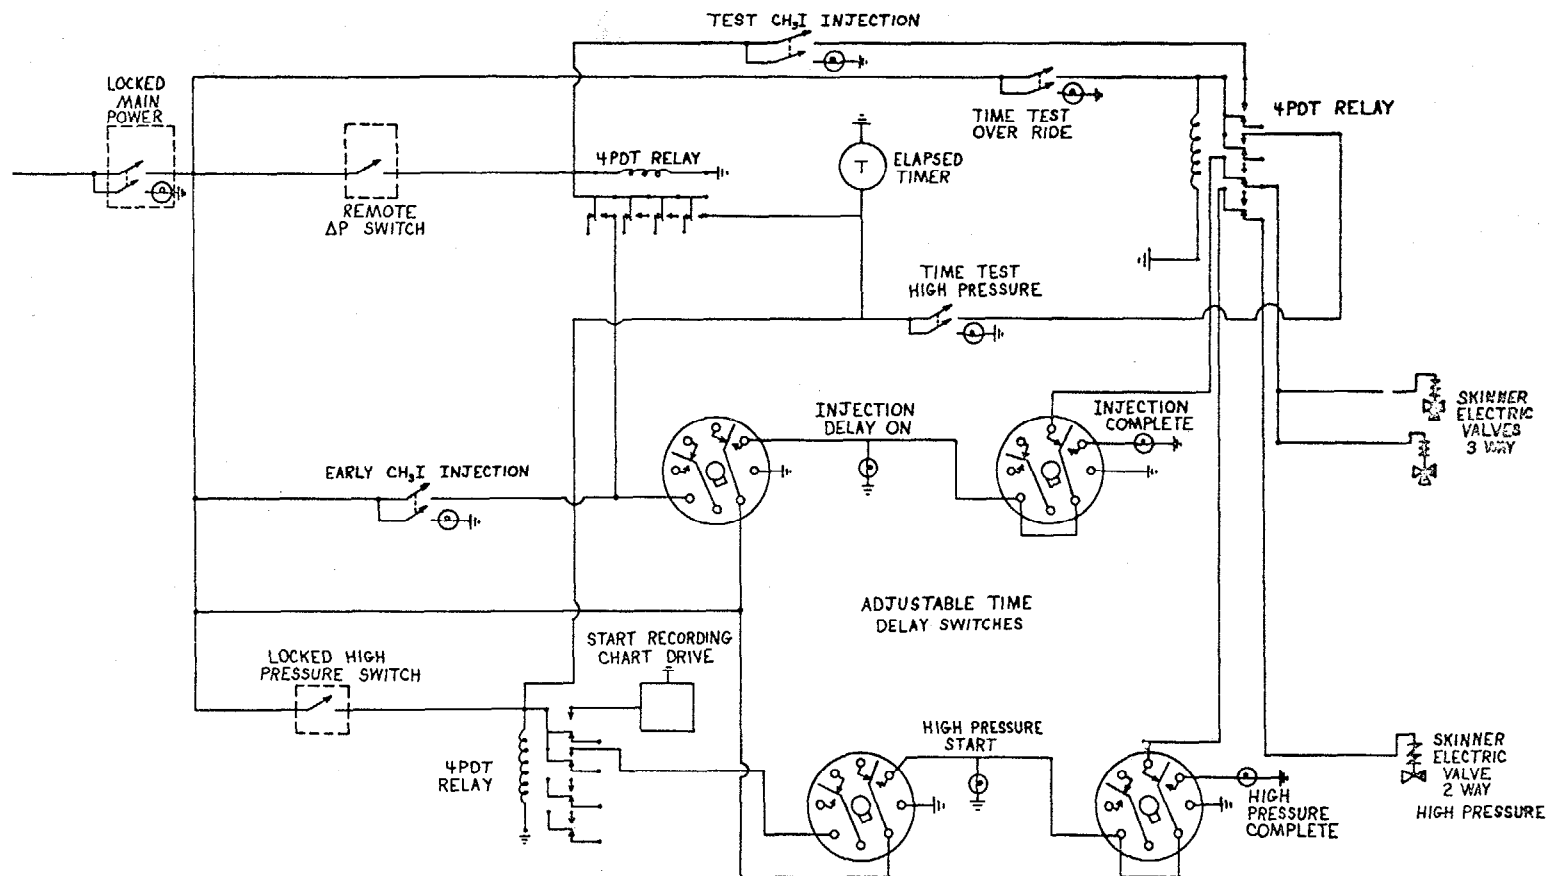 TEST CH₃I INJECTION
LOCKED
MAIN
POWER
4PDT RELAY
TIME TEST
OVER RIDE
4PDT RELAY
T
ELAPSED
TIMER
REMOTE
ΔP SWITCH
TIME TEST
HIGH PRESSURE
INJECTION
DELAY ON
INJECTION
COMPLETE
SKINNER
ELECTRIC
VALVES
3 WAY
EARLY CH₃I INJECTION
ADJUSTABLE TIME
DELAY SWITCHES
START RECORDING
CHART DRIVE
LOCKED HIGH
PRESSURE SWITCH
HIGH PRESSURE
START
4PDT
RELAY
HIGH
PRESSURE
COMPLETE
SKINNER
ELECTRIC
VALVE
2 WAY
HIGH PRESSURE